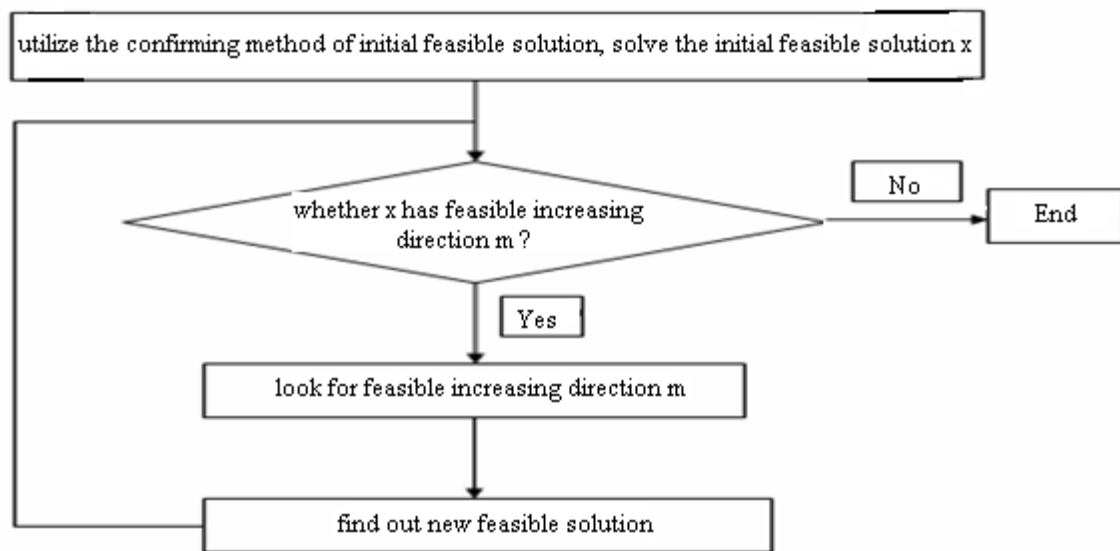 utilize the confirming method of initial feasible solution, solve the initial feasible solution x
whether x has feasible increasing
direction m ?
No
End
Yes
look for feasible increasing direction m
find out new feasible solution